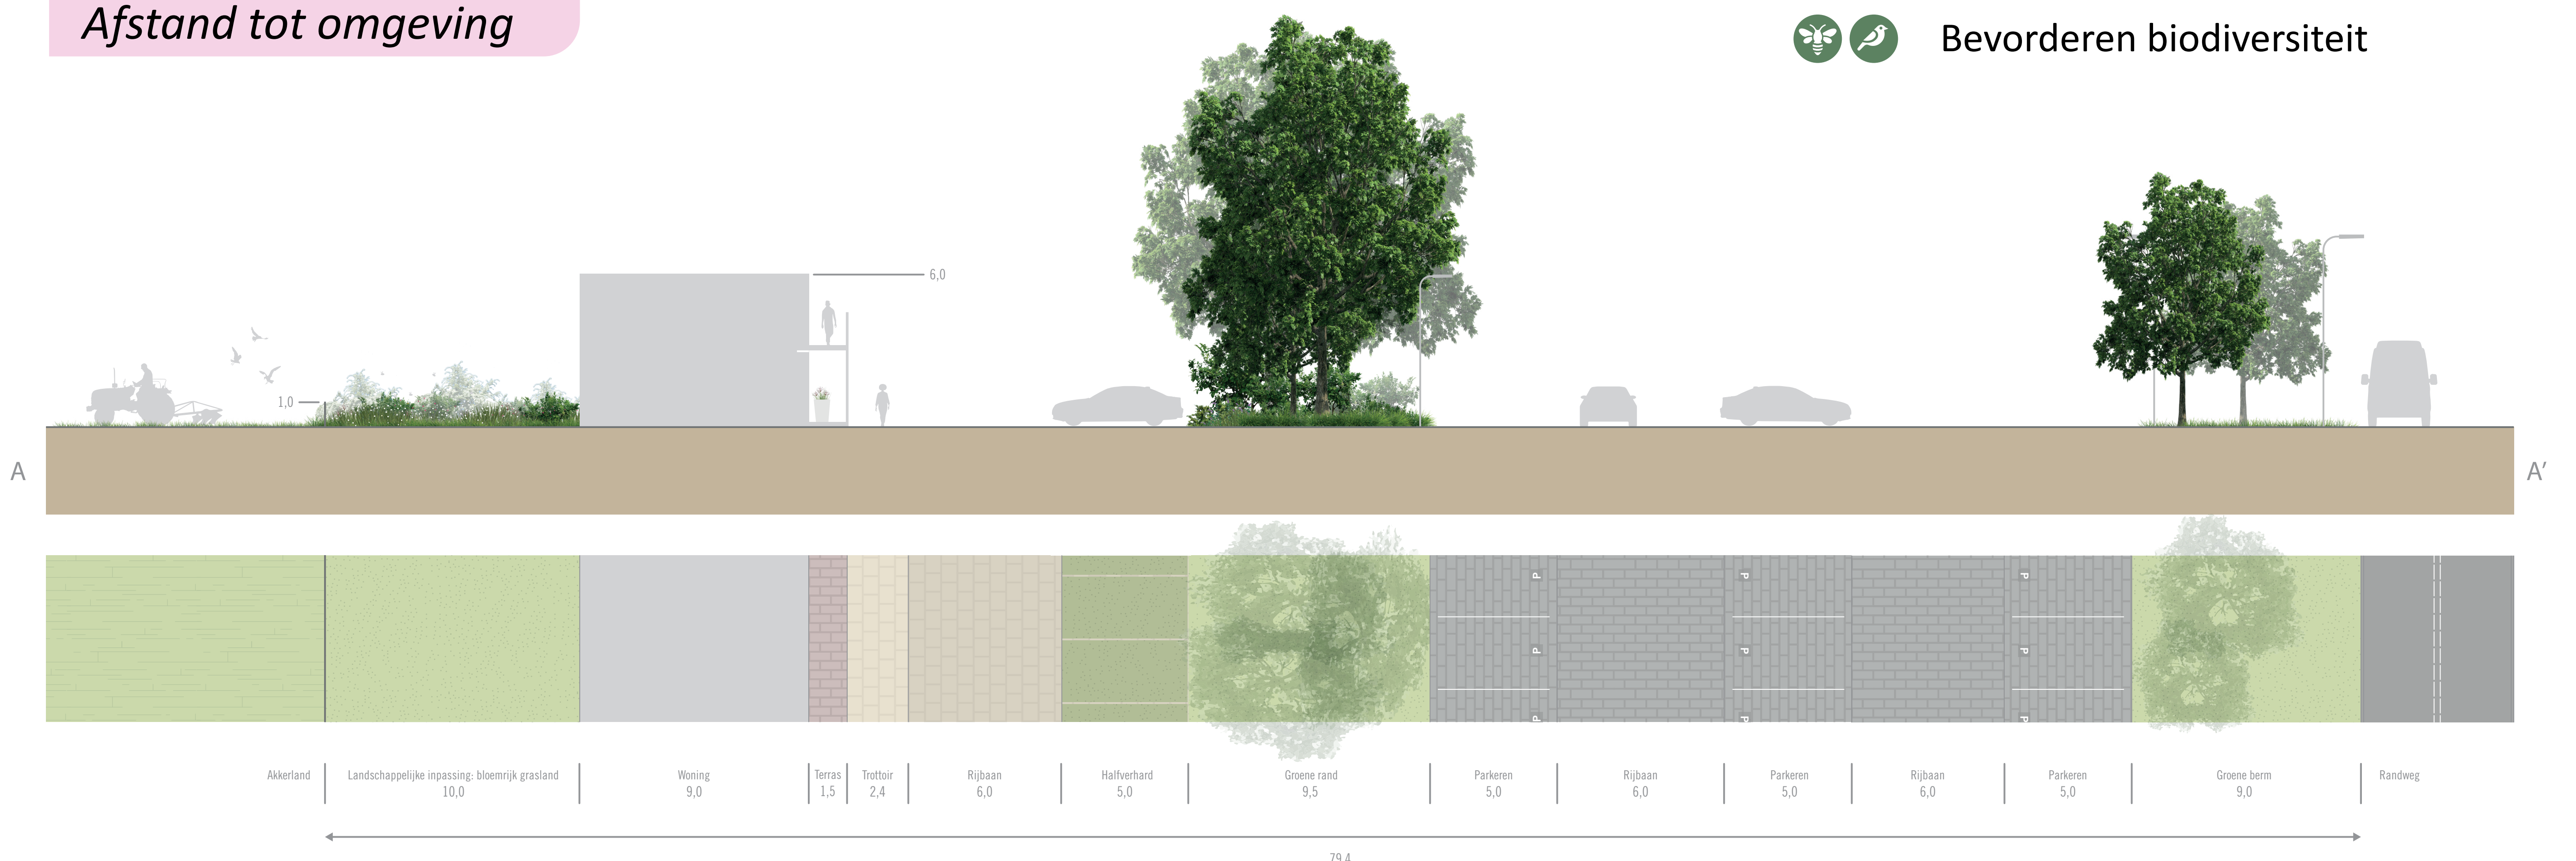 Afstand tot omgeving
Bevorderen biodiversiteit
6,0
1,0
A
A'
P
P
P
P
P
P
P
P
P
Akkerland
Landschappelijke inpassing: bloemrijk grasland
10,0
Woning
9,0
Terras
1,5
Trottoir
2,4
Rijbaan
6,0
Halfverhard
5,0
Groene rand
9,5
Parkeren
5,0
Rijbaan
6,0
Parkeren
5,0
Rijbaan
6,0
Parkeren
5,0
Groene berm
9,0
Randweg
79,4